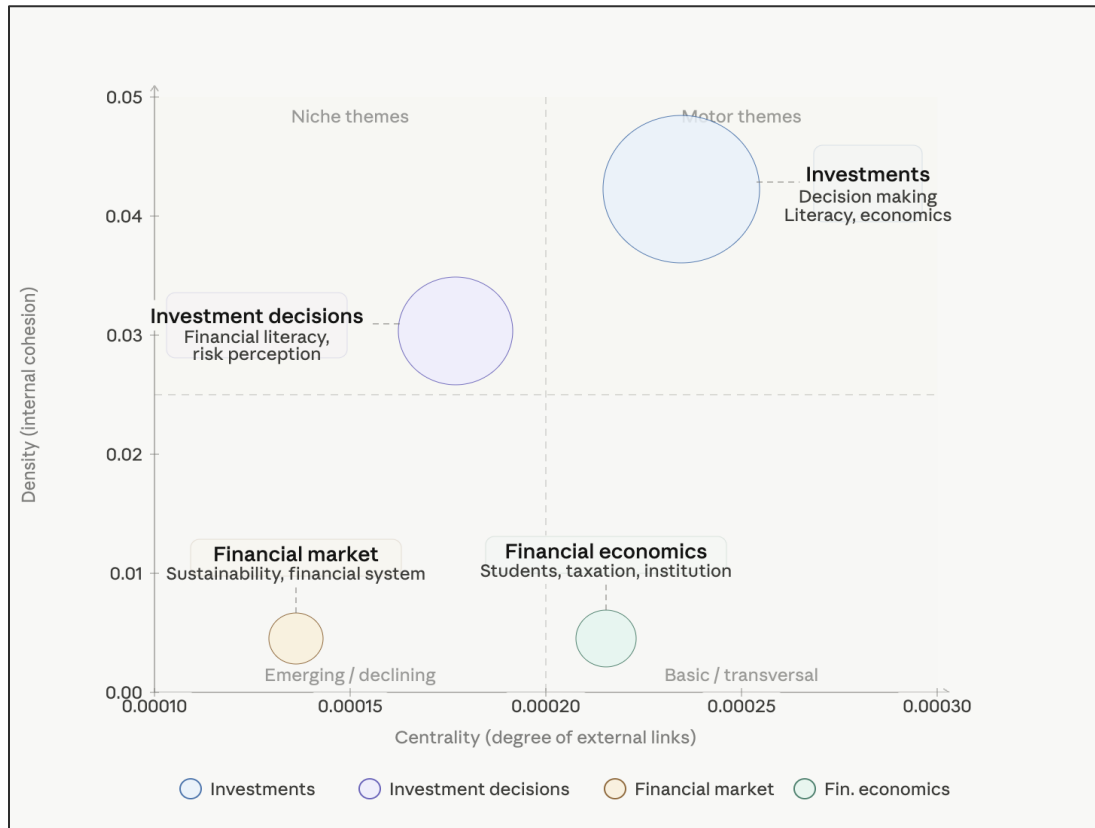 0.05
Niche themes
Motor themes
Investments
Decision making
Literacy, economics
0.04
Investment decisions
Financial literacy,
risk perception
0.03
Density (internal cohesion)
0.02
Financial market
Sustainability, financial system
Financial economics
Students, taxation, institution
0.01
Emerging / declining
Basic / transversal
0.00
0.00010
0.00015
0.00020
0.00025
0.00030
Centrality (degree of external links)
Investments
Investment decisions
Financial market
Fin. economics